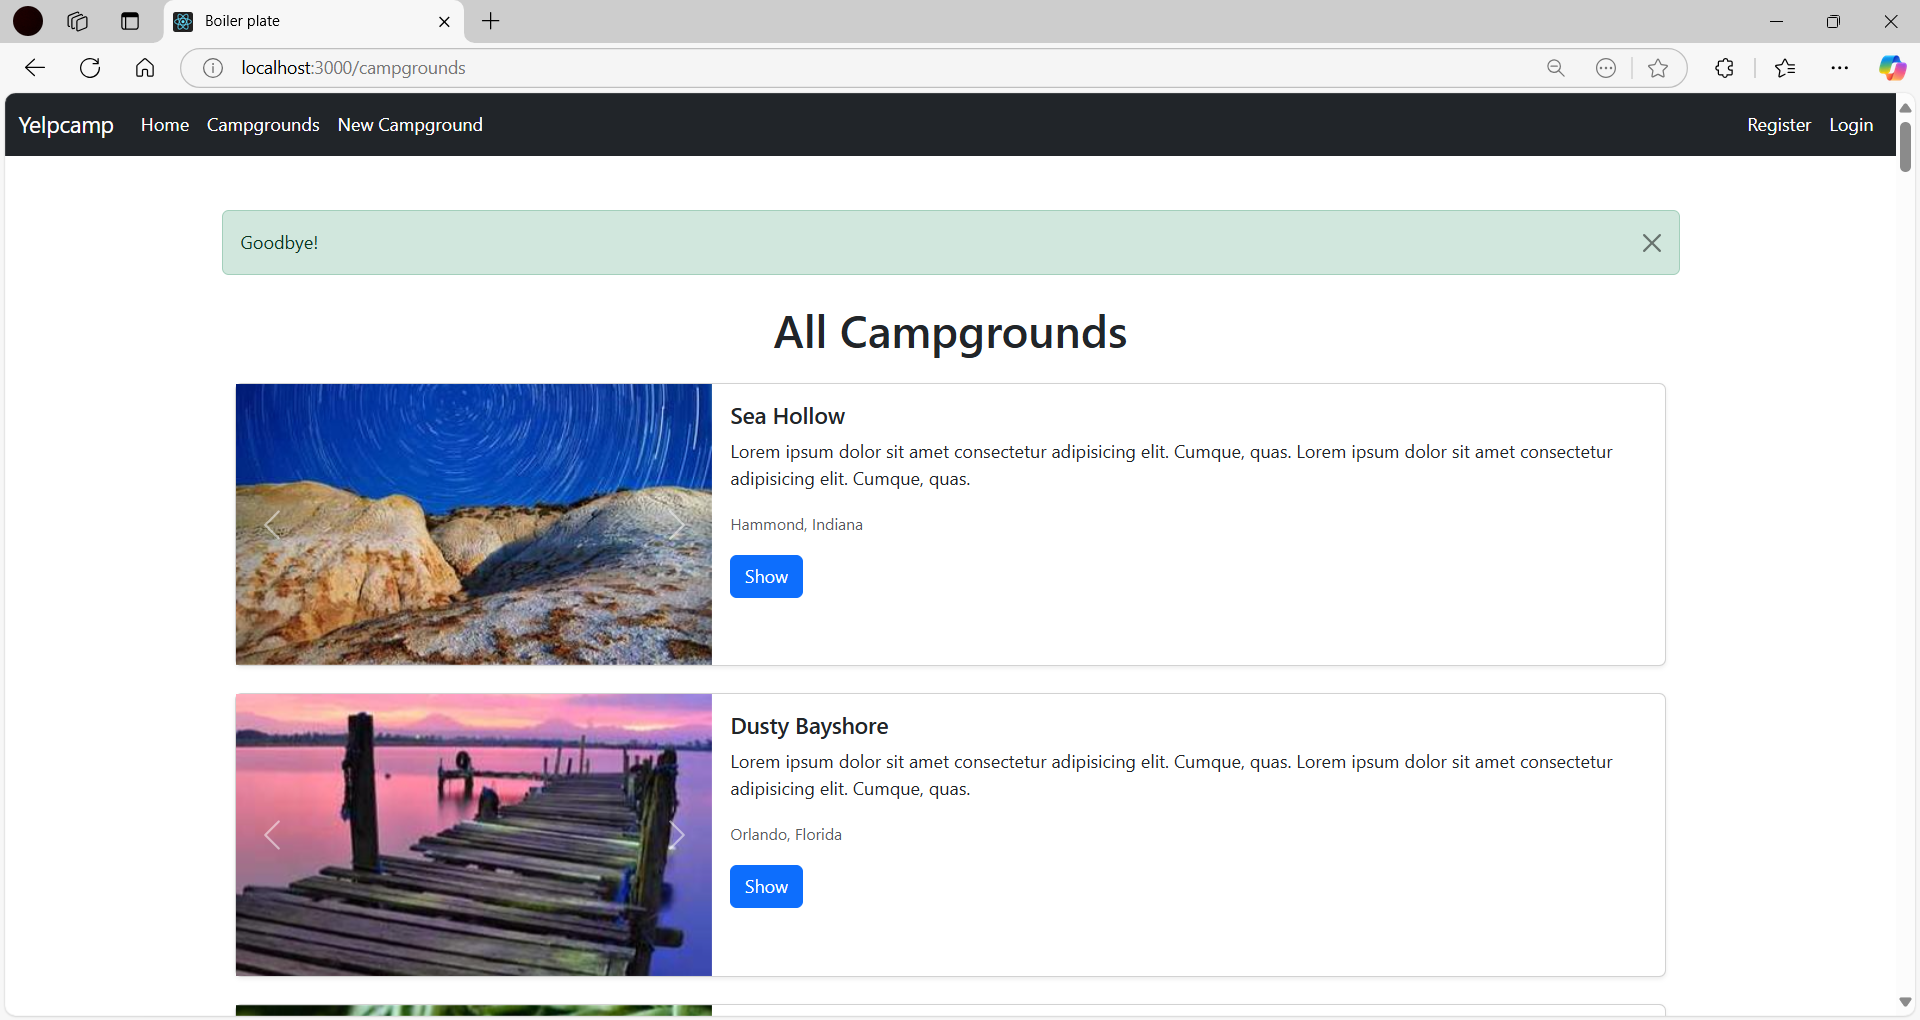 Boiler plate
localhost:3000/campgrounds
Yelpcamp Home Campgrounds New Campground Register Login
Goodbye!
All Campgrounds
Sea Hollow
Lorem ipsum dolor sit amet consectetur adipisicing elit. Cumque, quas. Lorem ipsum dolor sit amet consectetur
adipisicing elit. Cumque, quas.
Hammond, Indiana
Show
Dusty Bayshore
Lorem ipsum dolor sit amet consectetur adipisicing elit. Cumque, quas. Lorem ipsum dolor sit amet consectetur
adipisicing elit. Cumque, quas.
Orlando, Florida
Show